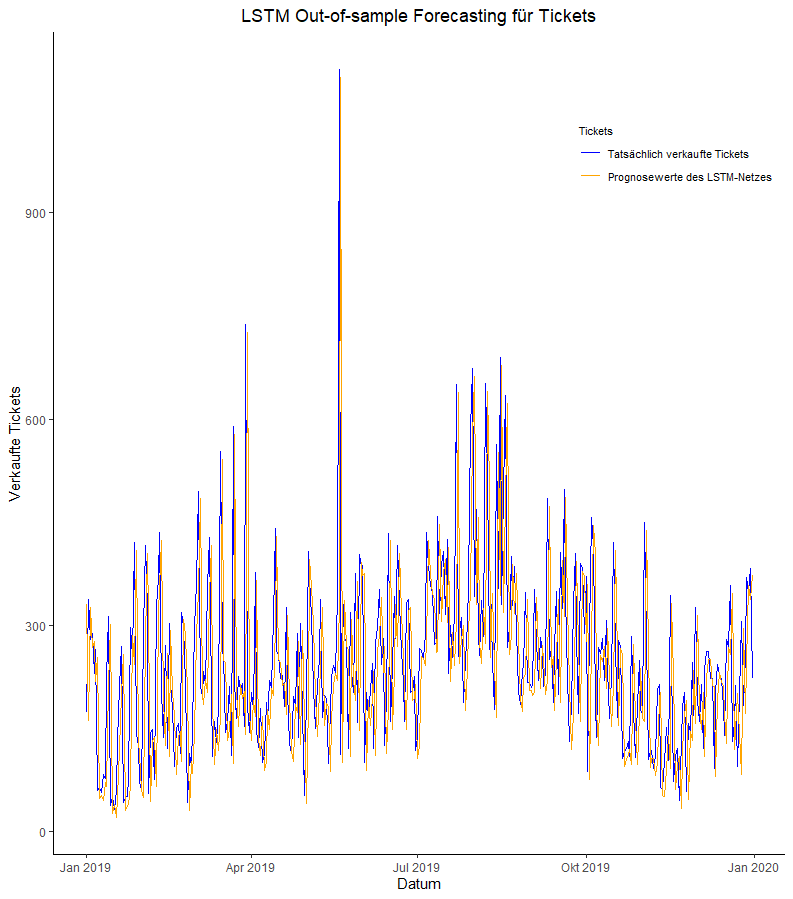 LSTM Out-of-sample Forecasting für Tickets
Tickets
Tatsächlich verkaufte Tickets
Prognosewerte des LSTM-Netzes
Verkaufte Tickets
900
600
300
0
Jan 2019
Apr 2019
Jul 2019
Okt 2019
Jan 2020
Datum